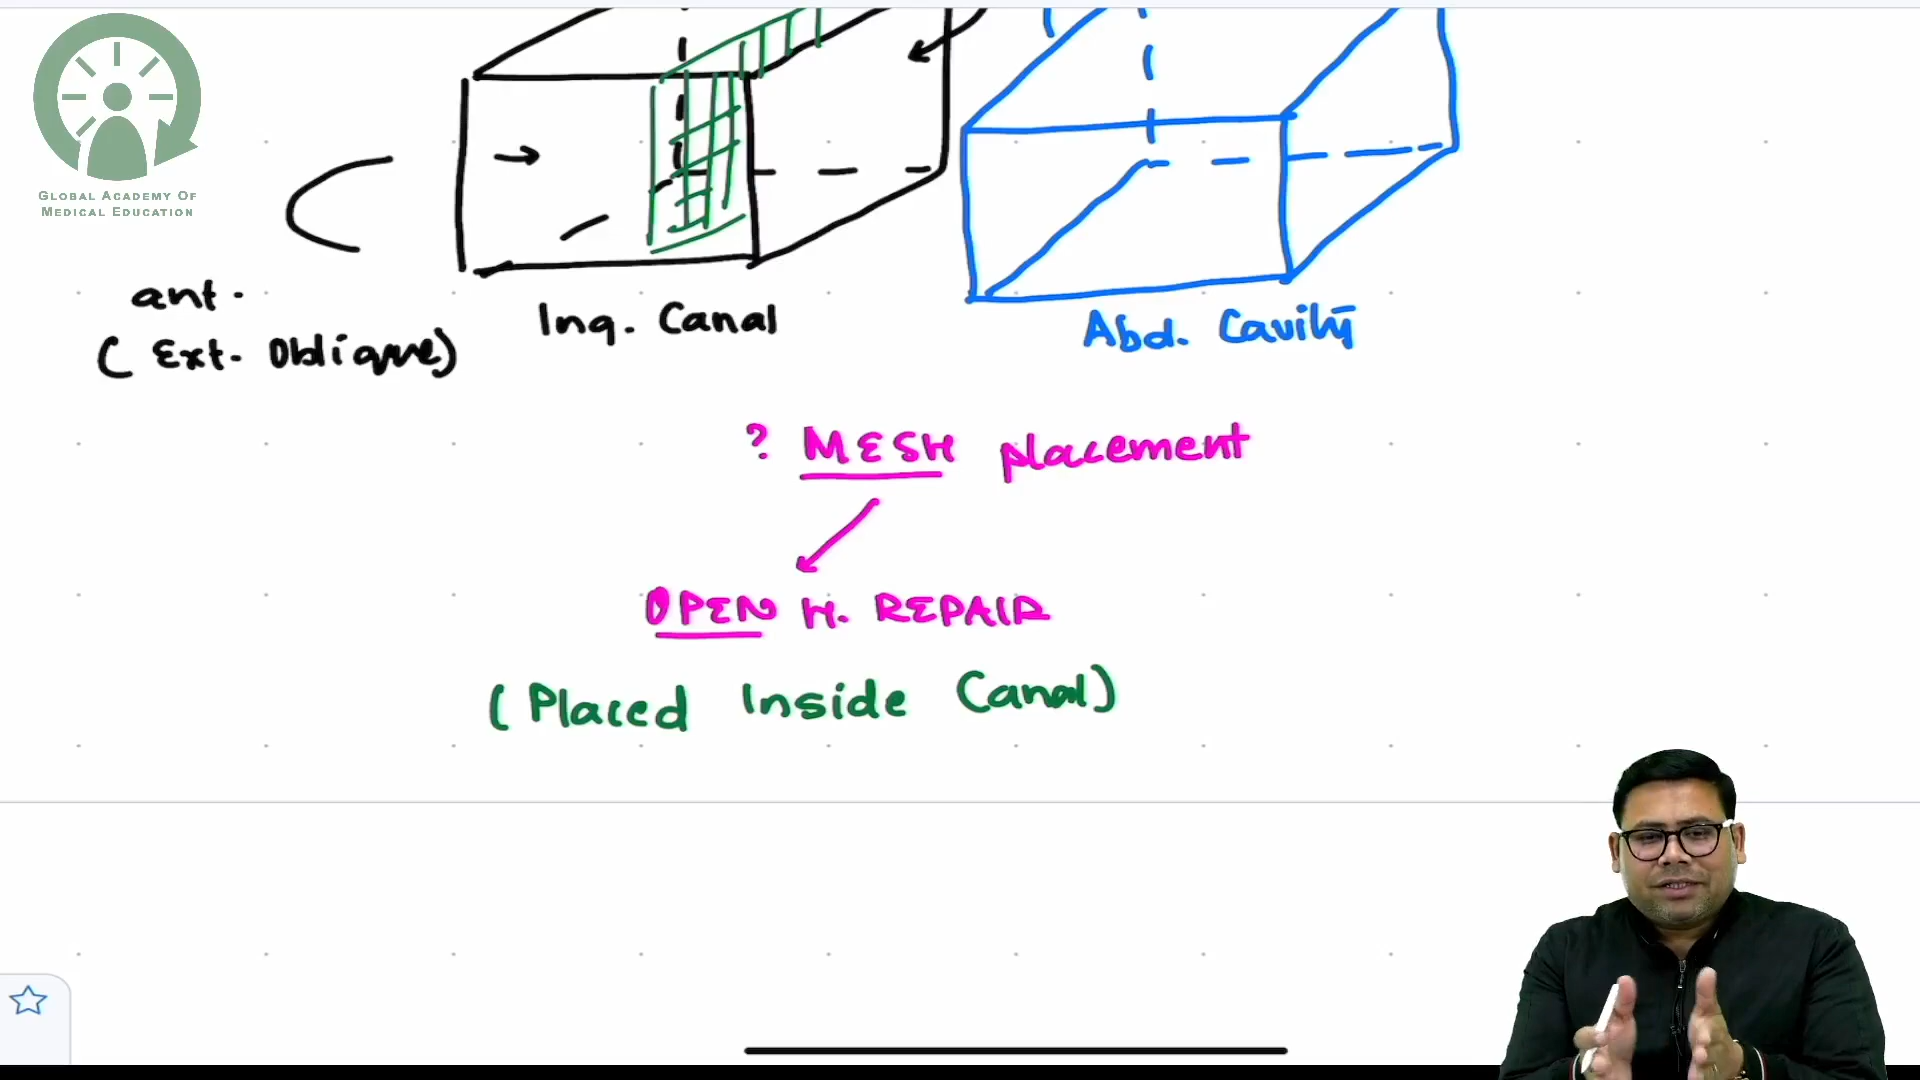 GLOBAL ACADEMY OF
MEDICAL EDUCATION
ant.
(Ext. Oblique)
Inq. Canal
Abd. Cavity
? MESH placement
OPEN H. REPAIR
(Placed Inside Canal)